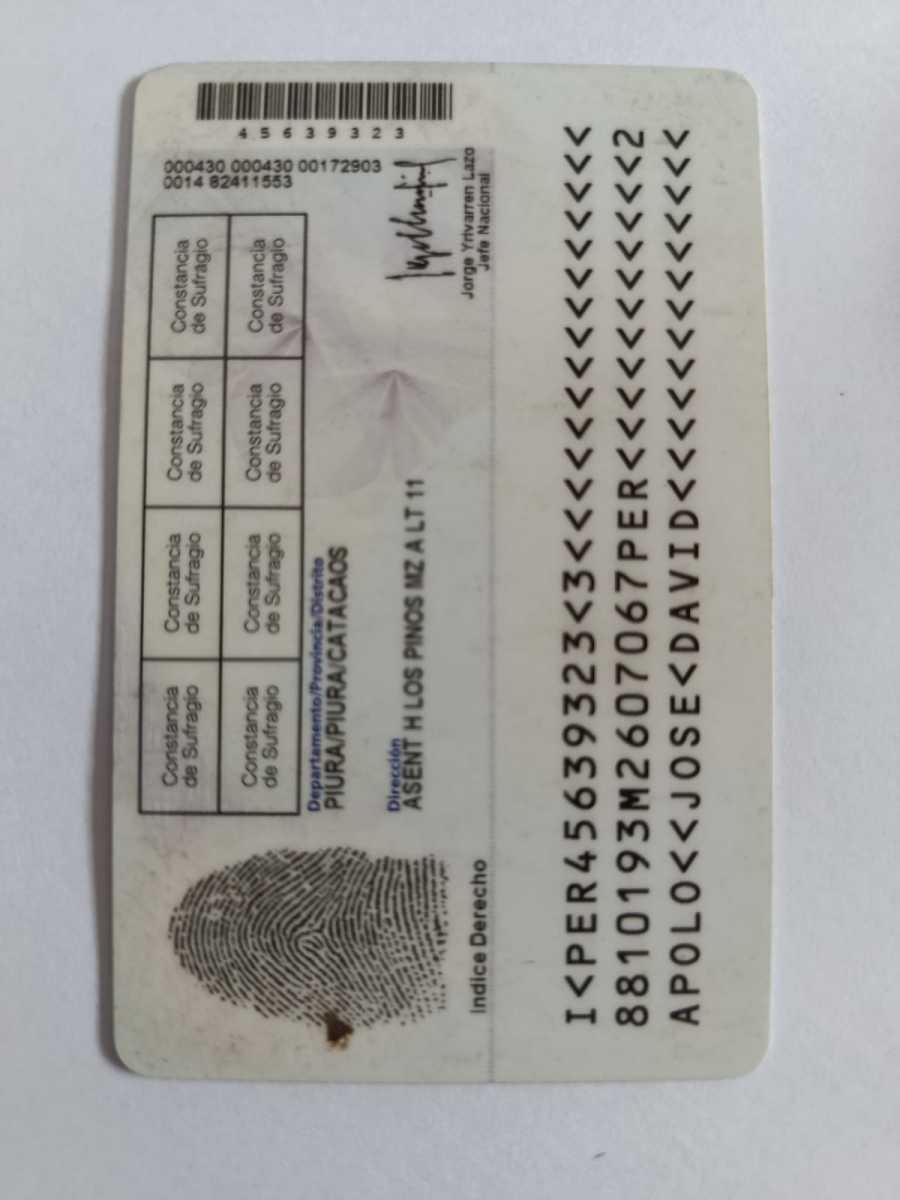 45639323
000430 000430 00172903
0014 82411553
Jorge Yrivarren Lazo
Jefe Nacional
Constancia
de Sufragio
Constancia
de Sufragio
Constancia
de Sufragio
Constancia
de Sufragio
Constancia
de Sufragio
Constancia
de Sufragio
Constancia
de Sufragio
Constancia
de Sufragio
Departamento/Provincia/Distrito
PIURA/PIURA/CATACAOS
Dirección
ASENT H LOS PINOS MZ A LT 11
Indice Derecho
I<PER45639323<3<<<<<<<<<<<<<<<
8810193M2607067PER<<<<<<<<<<<2
APOLO<<JOSE<DAVID<<<<<<<<<<<<<